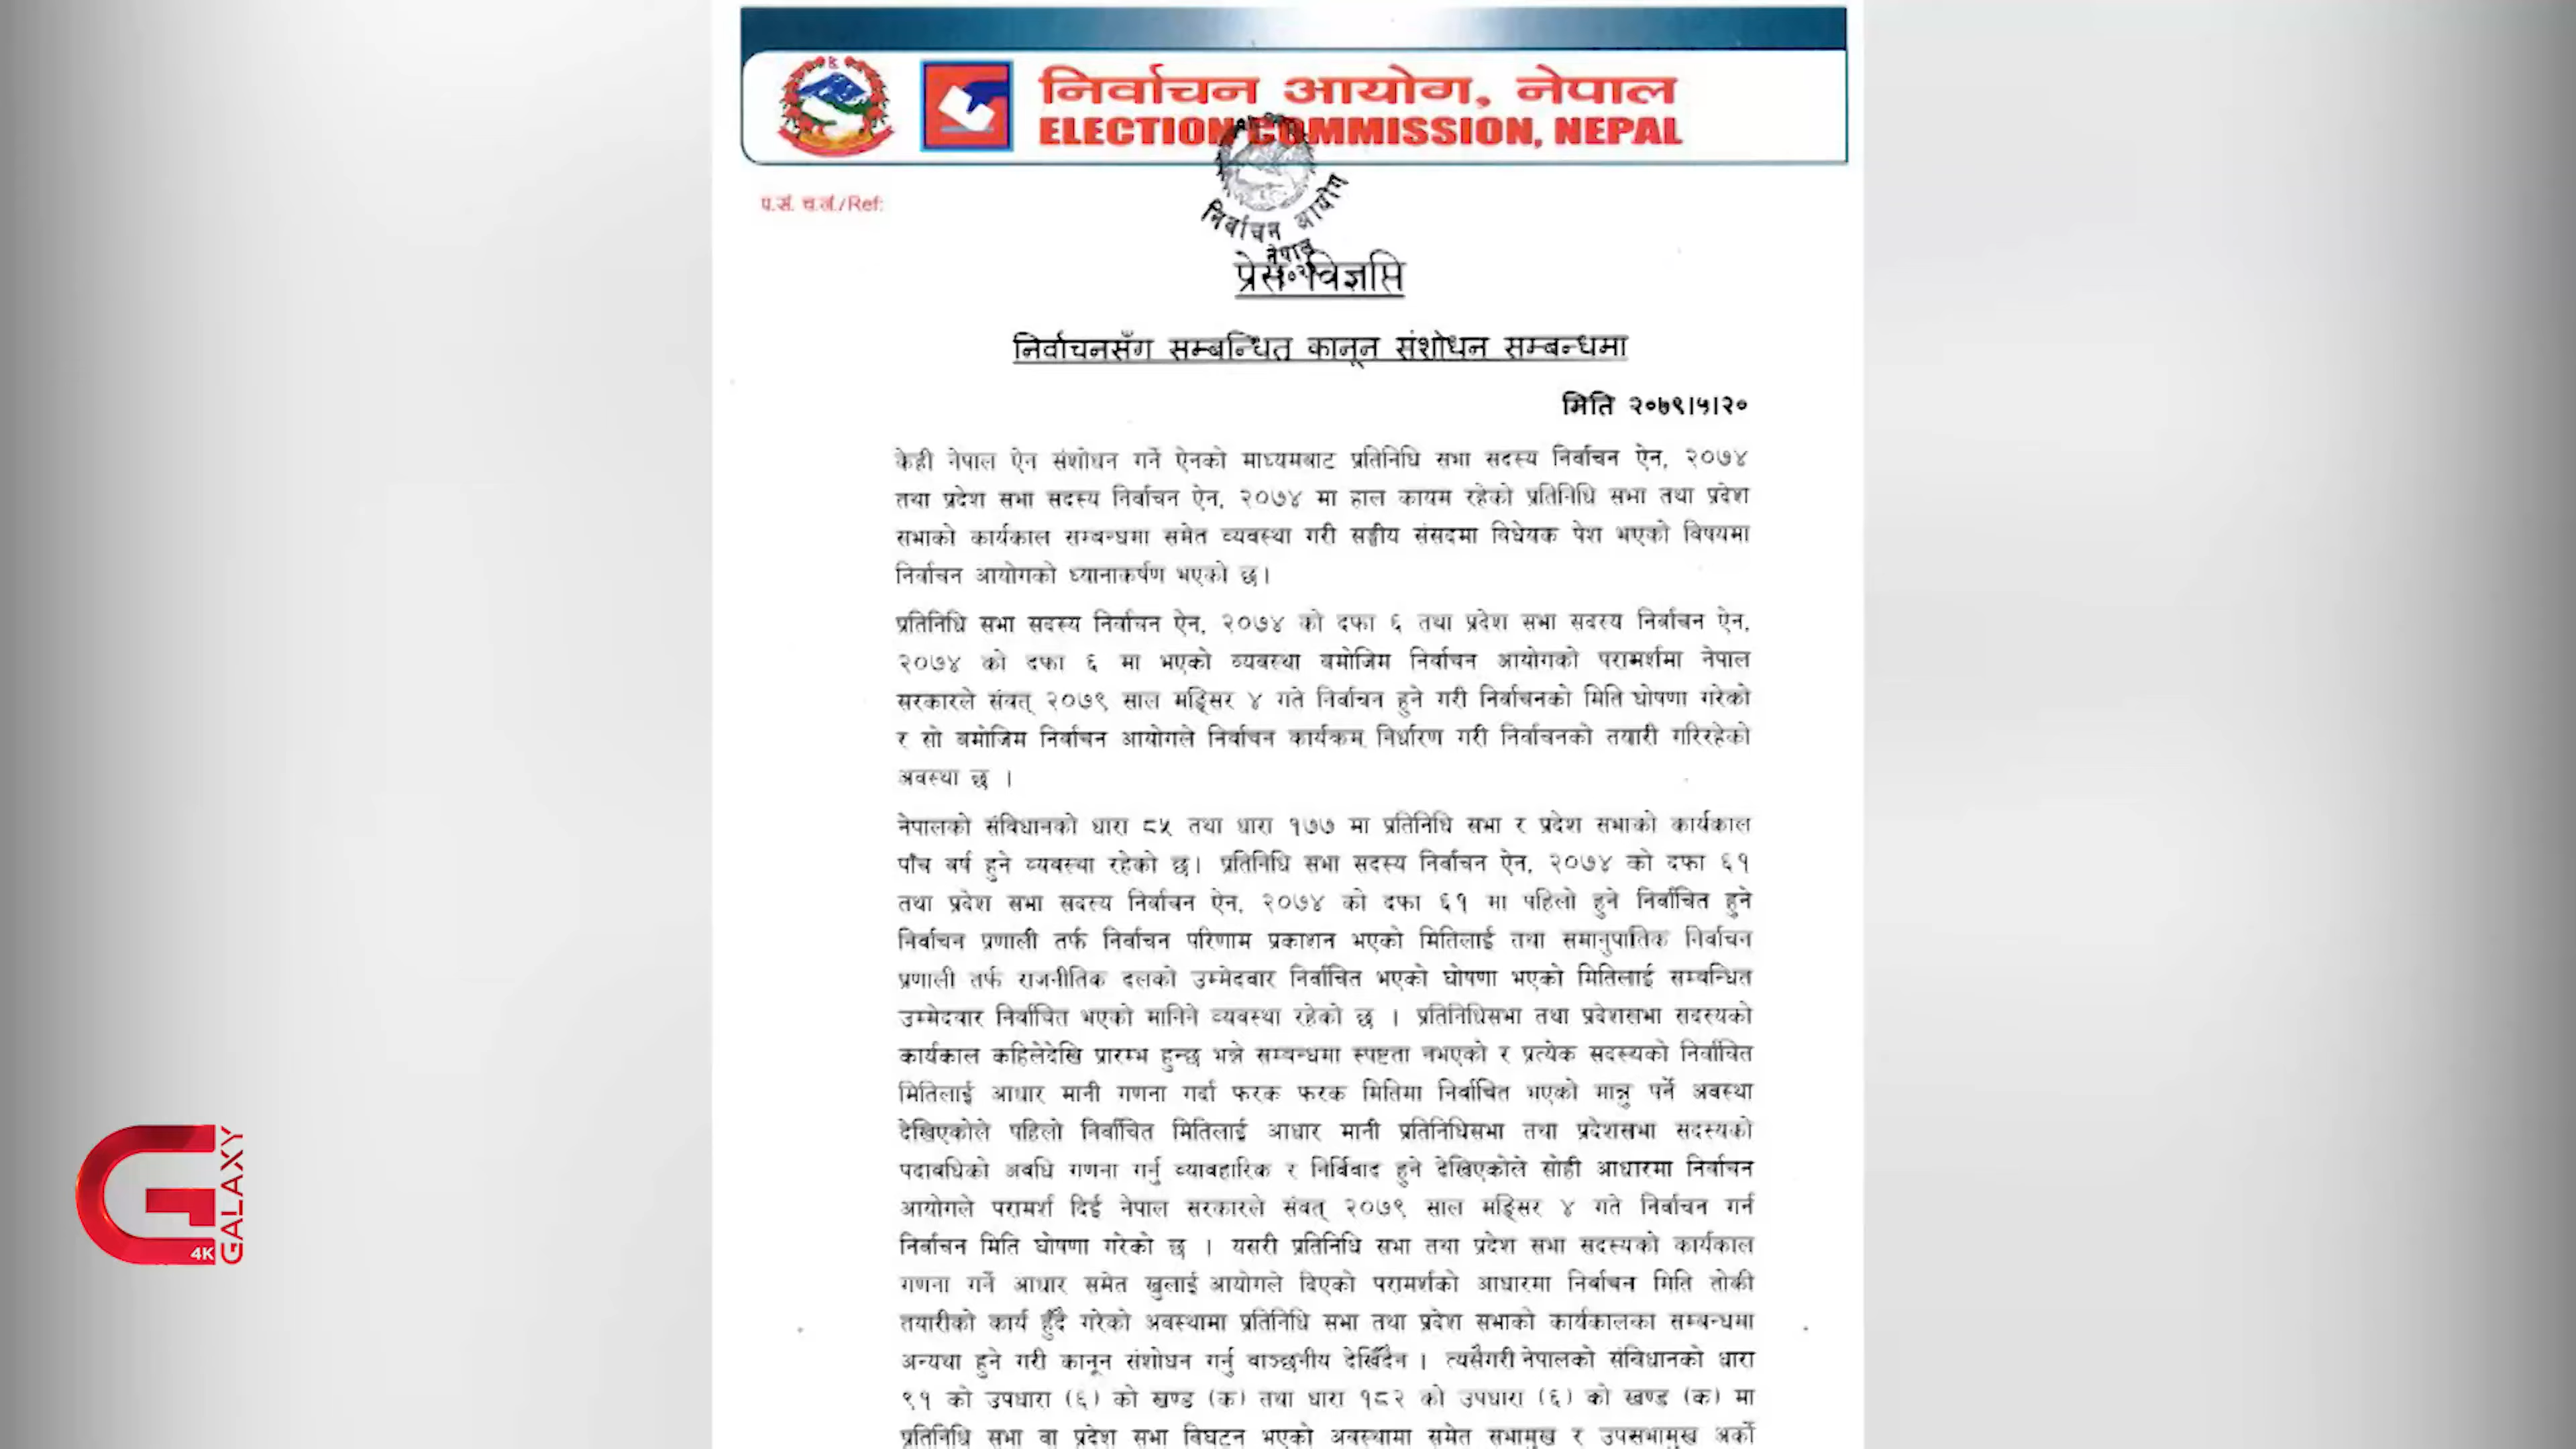 निर्वाचन आयोग, नेपाल
ELECTION COMMISSION, NEPAL
प.सं. च.नं./Ref:
निर्वाचन आयोग
नेपाल
प्रेस विज्ञप्ति
निर्वाचनसँग सम्बन्धित कानून संशोधन सम्बन्धमा
मिति २०७९।५।२०
केही नेपाल ऐन संशोधन गर्ने ऐनको माध्यमबाट प्रतिनिधि सभा सदस्य निर्वाचन ऐन, २०७४
तथा प्रदेश सभा सदस्य निर्वाचन ऐन, २०७४ मा हाल कायम रहेको प्रतिनिधि सभा तथा प्रदेश
सभाको कार्यकाल सम्बन्धमा समेत व्यवस्था गरी सङ्घीय संसदमा विधेयक पेश भएको विषयमा
निर्वाचन आयोगको ध्यानाकर्षण भएको छ।
प्रतिनिधि सभा सदस्य निर्वाचन ऐन, २०७४ को दफा ६ तथा प्रदेश सभा सदस्य निर्वाचन ऐन,
२०७४ को दफा ६ मा भएको व्यवस्था बमोजिम निर्वाचन आयोगको परामर्शमा नेपाल
सरकारले संवत् २०७९ साल मङ्सिर ४ गते निर्वाचन हुने गरी निर्वाचनको मिति घोषणा गरेको
र सो बमोजिम निर्वाचन आयोगले निर्वाचन कार्यक्रम निर्धारण गरी निर्वाचनको तयारी गरिरहेको
अवस्था छ ।
नेपालको संविधानको धारा ८५ तथा धारा १७७ मा प्रतिनिधि सभा र प्रदेश सभाको कार्यकाल
पाँच वर्ष हुने व्यवस्था रहेको छ। प्रतिनिधि सभा सदस्य निर्वाचन ऐन, २०७४ को दफा ६१
तथा प्रदेश सभा सदस्य निर्वाचन ऐन, २०७४ को दफा ६१ मा पहिलो हुने निर्वाचित हुने
निर्वाचन प्रणाली तर्फ निर्वाचन परिणाम प्रकाशन भएको मितिलाई तथा समानुपातिक निर्वाचन
प्रणाली तर्फ राजनीतिक दलको उम्मेदवार निर्वाचित भएको घोषणा भएको मितिलाई सम्बन्धित
उम्मेदवार निर्वाचित भएको मानिने व्यवस्था रहेको छ । प्रतिनिधिसभा तथा प्रदेशसभा सदस्यको
कार्यकाल कहिलेदेखि प्रारम्भ हुन्छ भन्ने सम्बन्धमा स्पष्टता नभएको र प्रत्येक सदस्यको निर्वाचित
मितिलाई आधार मानी गणना गर्दा फरक फरक मितिमा निर्वाचित भएको मान्नु पर्ने अवस्था
देखिएकोले पहिलो निर्वाचित मितिलाई आधार मानी प्रतिनिधिसभा तथा प्रदेशसभा सदस्यको
पदावधिको अवधि गणना गर्नु व्यावहारिक र निर्विवाद हुने देखिएकोले सोही आधारमा निर्वाचन
आयोगले परामर्श दिई नेपाल सरकारले संवत् २०७९ साल मङ्सिर ४ गते निर्वाचन गर्न
निर्वाचन मिति घोषणा गरेको छ । यसरी प्रतिनिधि सभा तथा प्रदेश सभा सदस्यको कार्यकाल
गणना गर्ने आधार समेत खुलाई आयोगले दिएको परामर्शको आधारमा निर्वाचन मिति तोकी
तयारीको कार्य हुँदै गरेको अवस्थामा प्रतिनिधि सभा तथा प्रदेश सभाको कार्यकालका सम्बन्धमा
अन्यथा हुने गरी कानून संशोधन गर्नु वाञ्छनीय देखिँदैन । त्यसैगरी नेपालको संविधानको धारा
९१ को उपधारा (६) को खण्ड (क) तथा धारा १८२ को उपधारा (६) को खण्ड (क) मा
प्रतिनिधि सभा वा प्रदेश सभा विघटन भएको अवस्थामा समेत सभामुख र उपसभामुख अर्को
GALAXY
4K